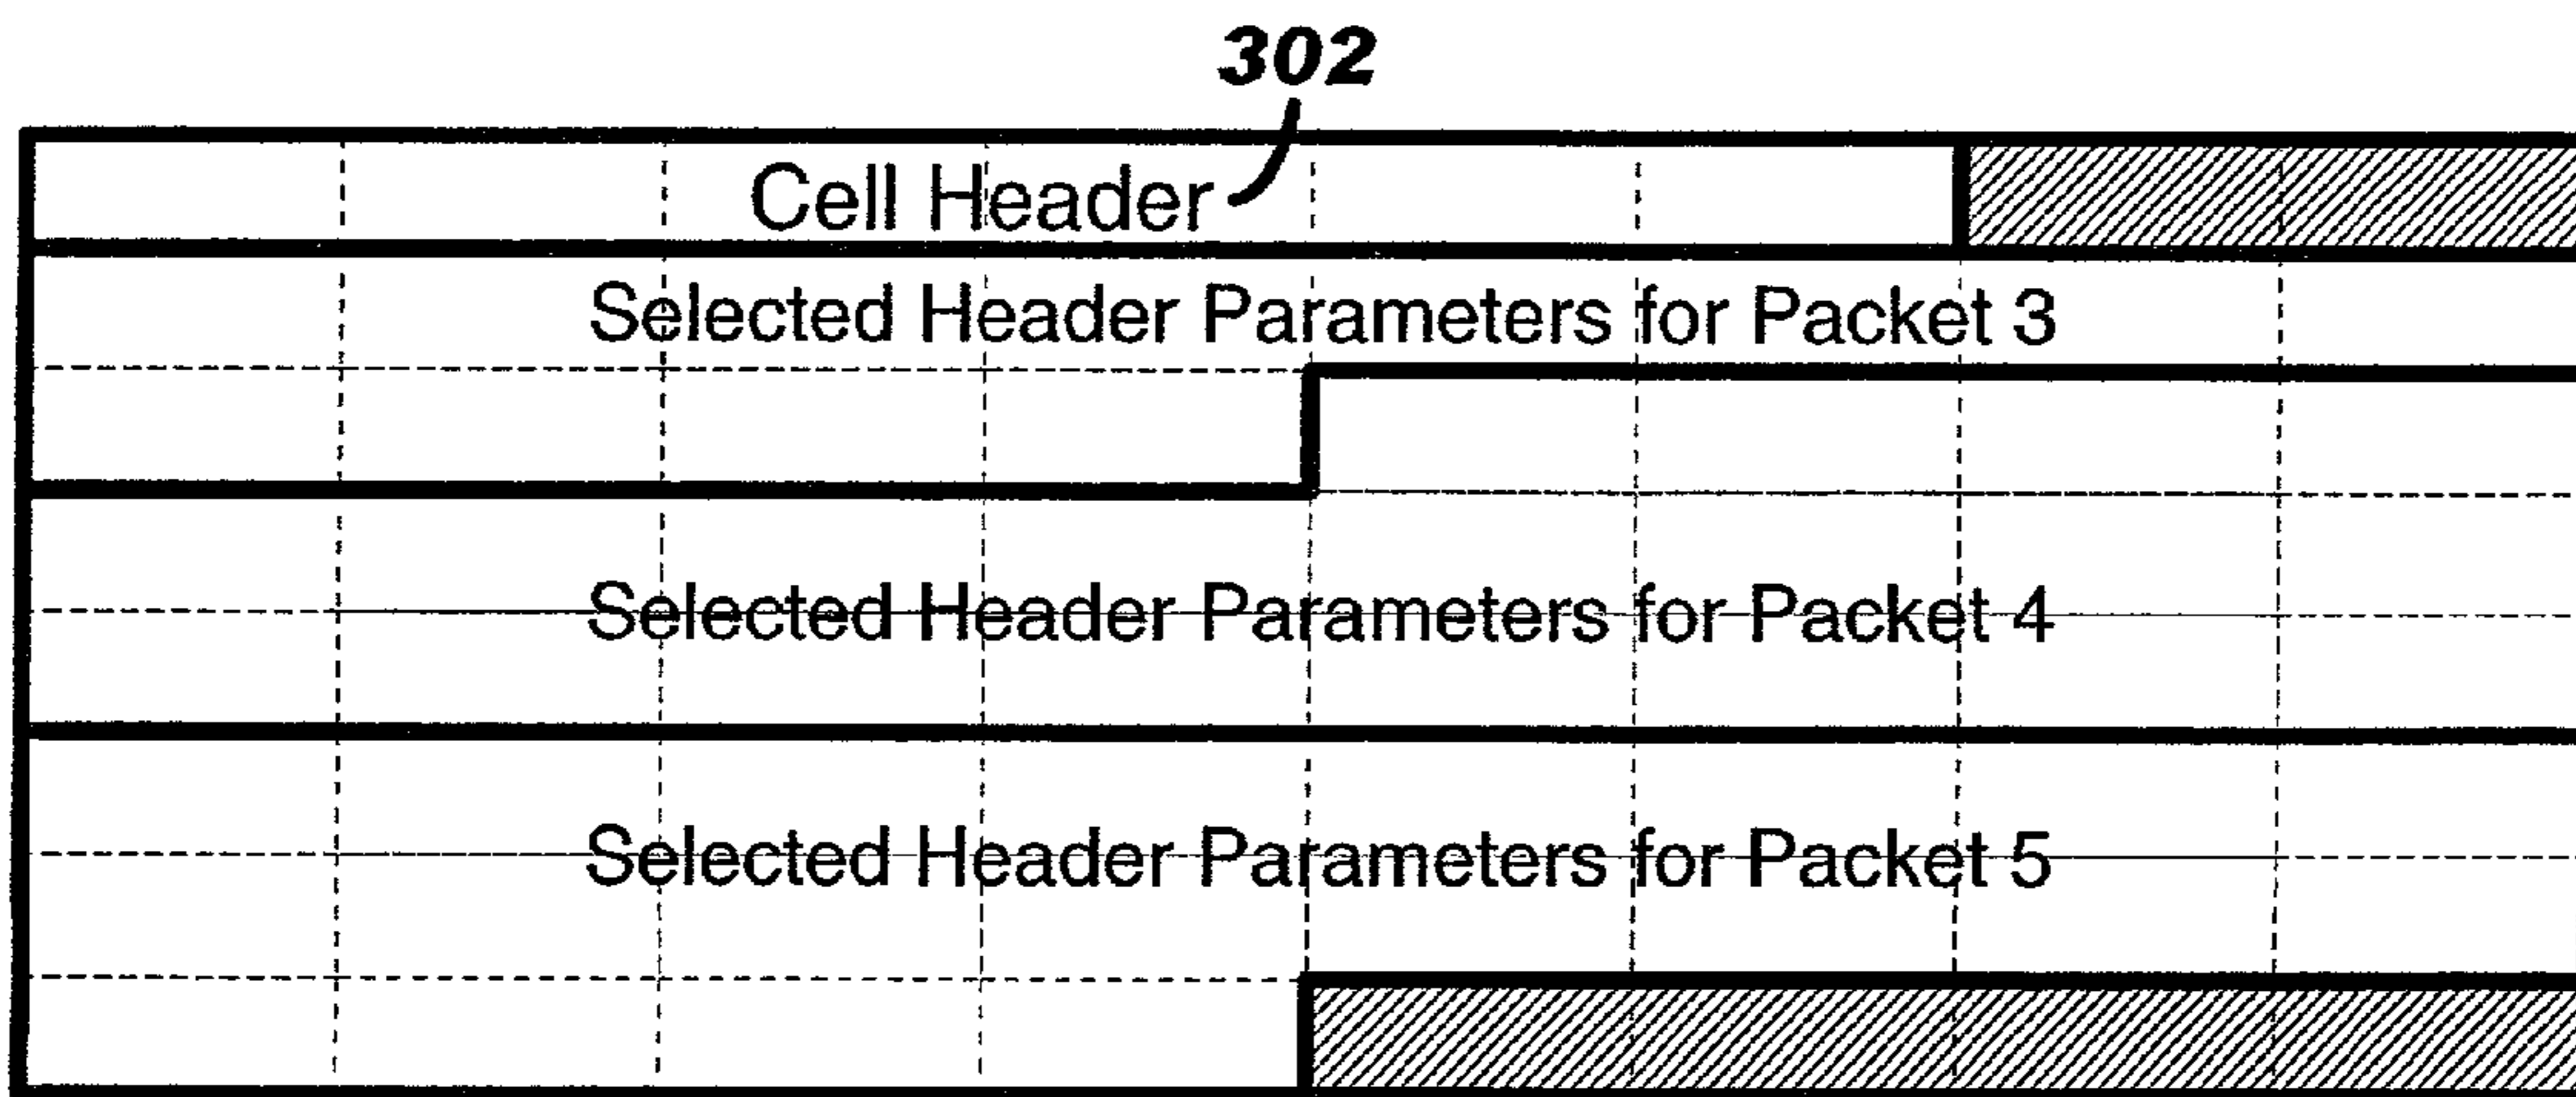 302
Cell Header
Selected Header Parameters for Packet 3
Selected Header Parameters for Packet 4
Selected Header Parameters for Packet 5